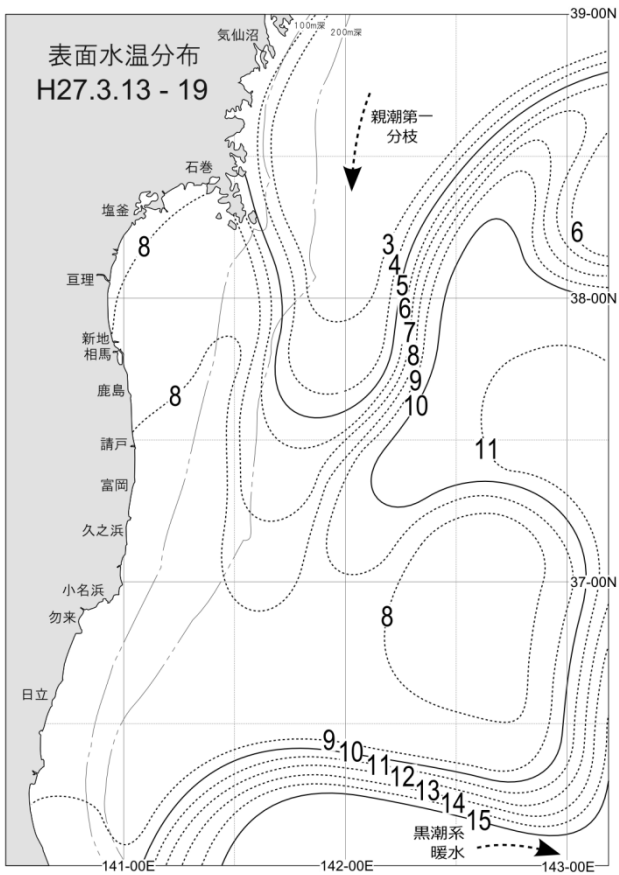 39-00N
100m深
200m深
気仙沼
表面水温分布
H27.3.13 - 19
親潮第一
分枝
石巻
塩釜
8
3
6
4
亘理
5
38-00N
6
新地
7
相馬
8
鹿島
8
9
10
請戸
11
富岡
久之浜
37-00N
小名浜
8
勿来
日立
9
10
11
12
13
14
15
黒潮系
暖水
141-00E
142-00E
143-00E